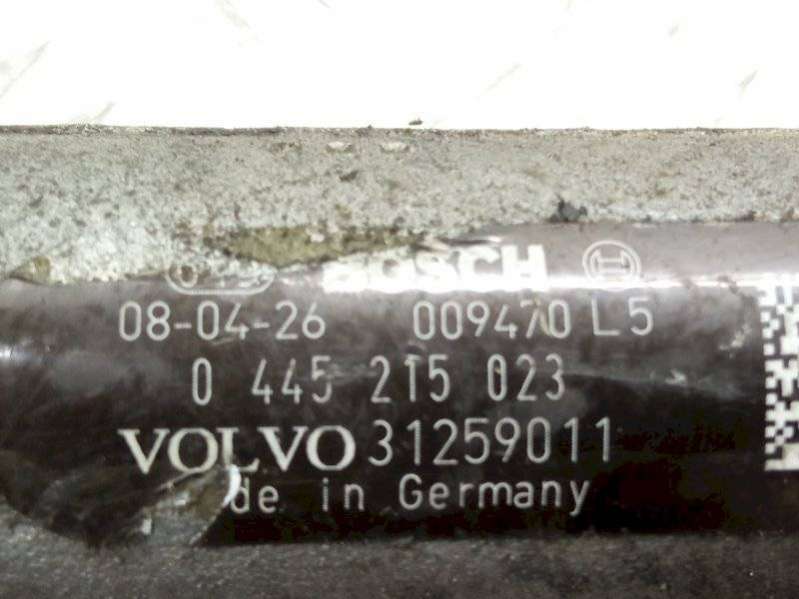 BOSCH
08-04-26 009470 L5
0 445 215 023
VOLVO 31259011
de in Germany